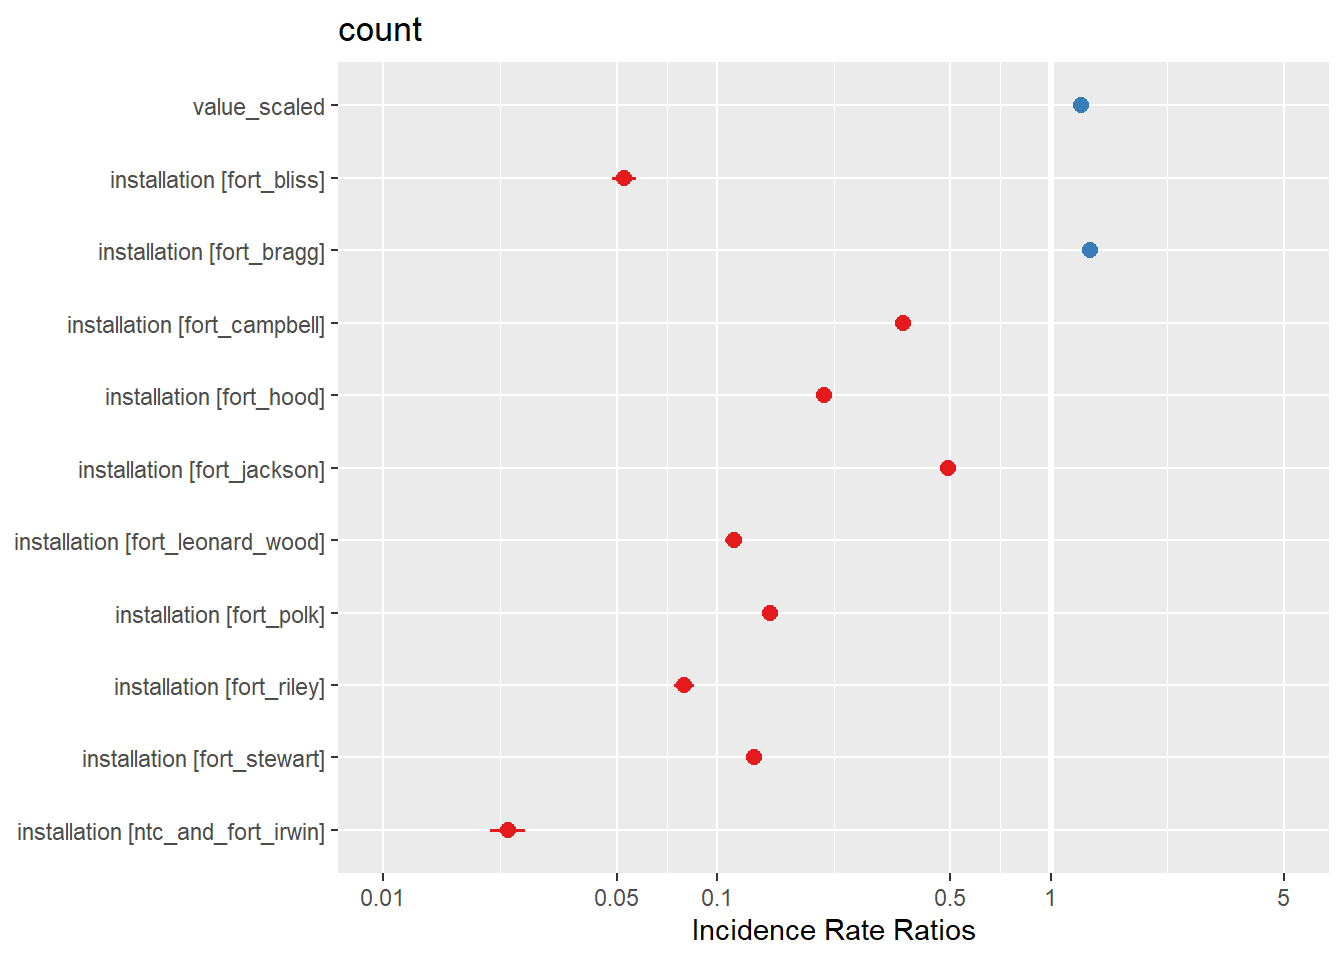 count
value_scaled
installation [fort_bliss]
installation [fort_bragg]
installation [fort_campbell]
installation [fort_hood]
installation [fort_jackson]
installation [fort_leonard_wood]
installation [fort_polk]
installation [fort_riley]
installation [fort_stewart]
installation [ntc_and_fort_irwin]
0.01 0.05 0.1 0.5 1 5
Incidence Rate Ratios